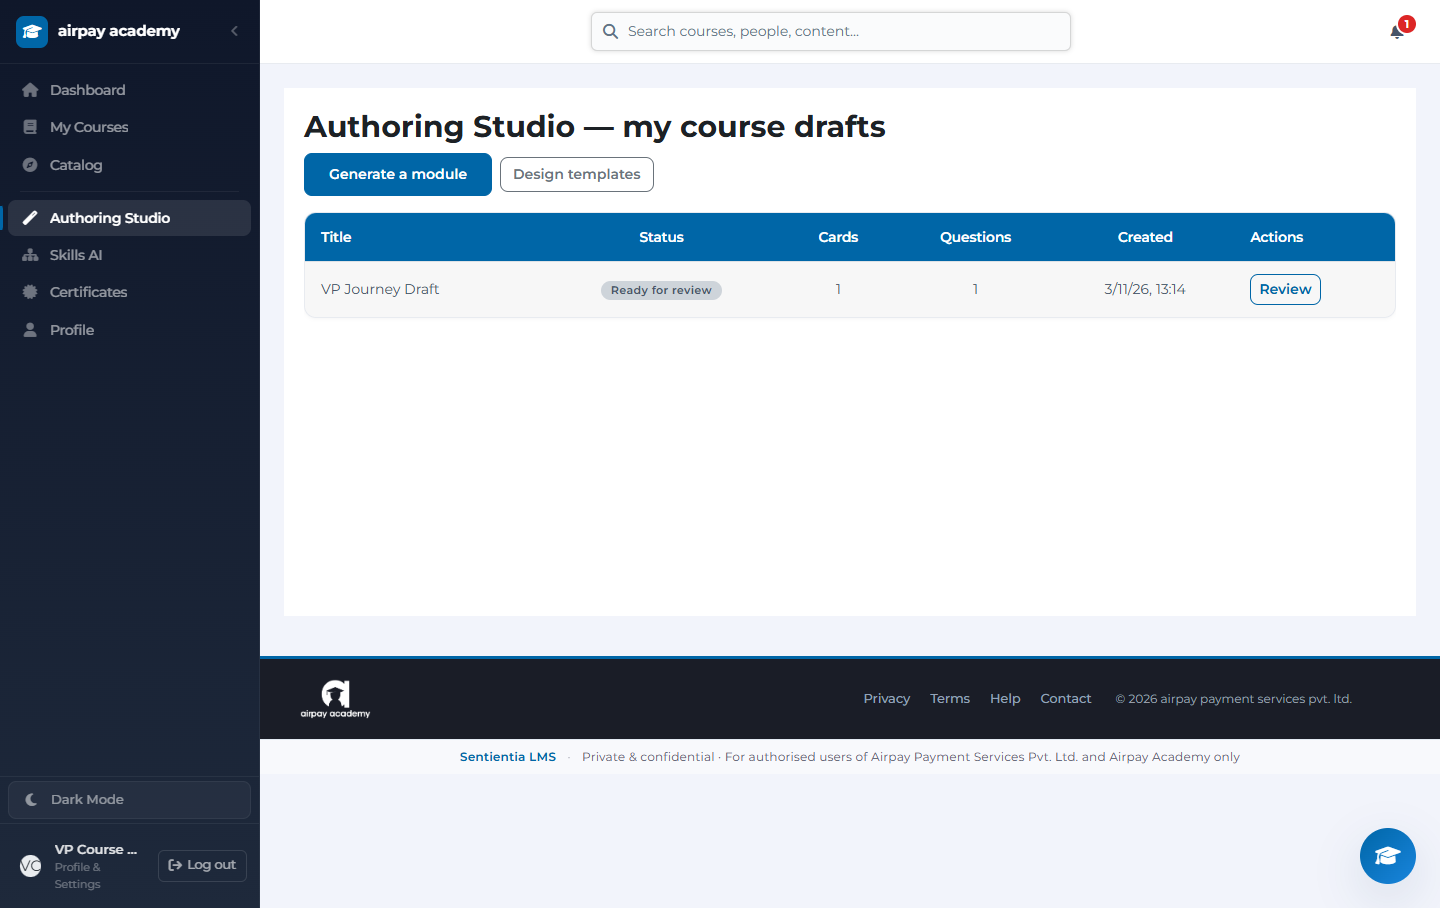 airpay academy
Search courses, people, content...
1
Dashboard
My Courses
Catalog
Authoring Studio
Skills AI
Certificates
Profile
Authoring Studio — my course drafts
Generate a module
Design templates
Title Status Cards Questions Created Actions
VP Journey Draft Ready for review 1 1 3/11/26, 13:14 Review
airpay academy
Privacy Terms Help Contact © 2026 airpay payment services pvt. ltd.
Sentientia LMS · Private & confidential · For authorised users of Airpay Payment Services Pvt. Ltd. and Airpay Academy only
Dark Mode
VC
VP Course ...
Profile &
Settings
Log out